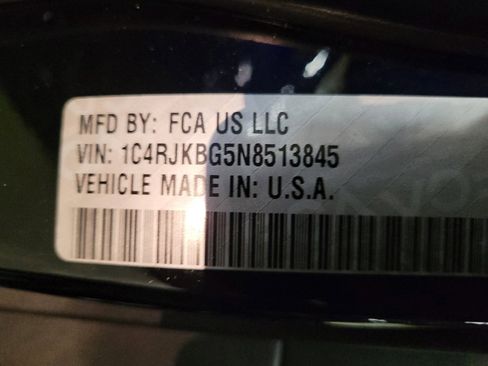 MFD BY: FCA US LLC
VIN: 1C4RJKBG5N8513845
VEHICLE MADE IN: U.S.A.